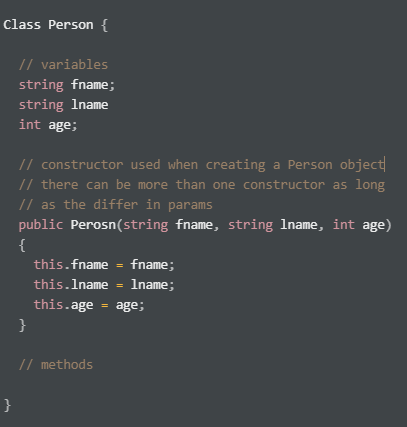 Class Person {
// variables
string fname;
string lname
int age;
// constructor used when creating a Person object
// there can be more than one constructor as long
// as the differ in params
public Perosn(string fname, string lname, int age)
{
this.fname = fname;
this.lname = lname;
this.age = age;
}
// methods
}